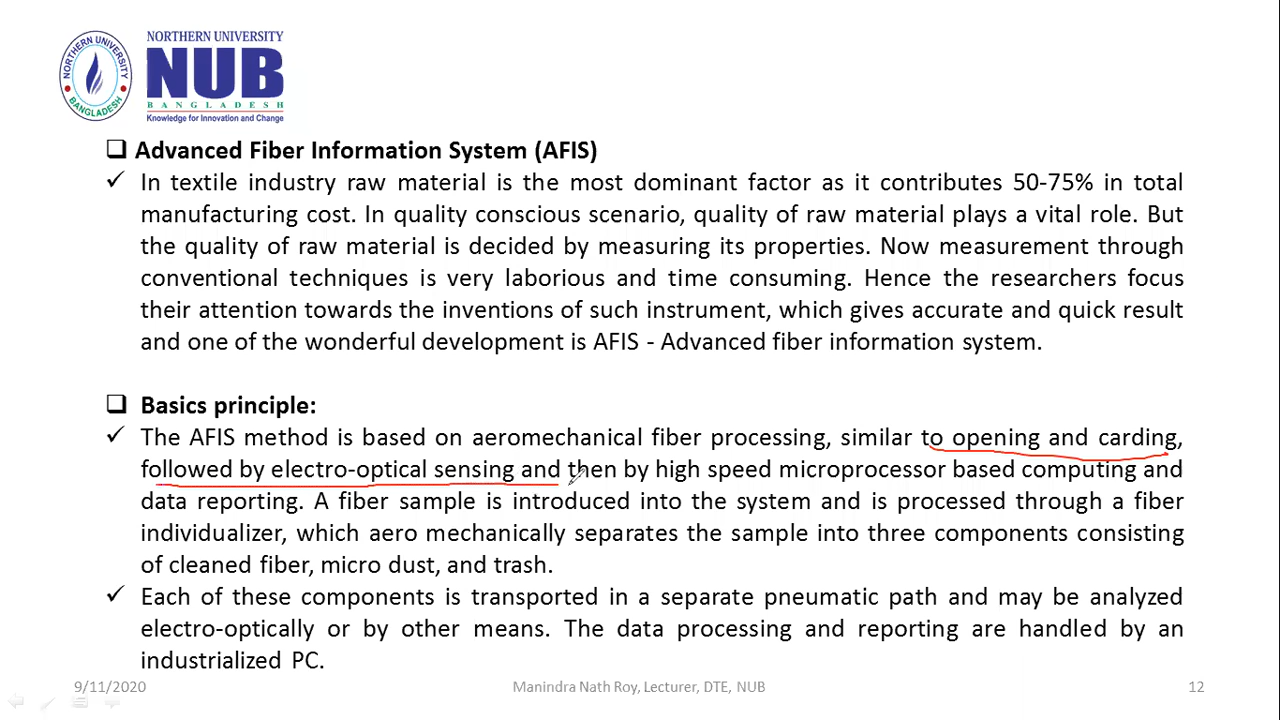 NORTHERN UNIVERSITY
BANGLADESH
NORTHERN UNIVERSITY
NUB
BANGLADESH
Knowledge for Innovation and Change
Advanced Fiber Information System (AFIS)
In textile industry raw material is the most dominant factor as it contributes 50-75% in total
manufacturing cost. In quality conscious scenario, quality of raw material plays a vital role. But
the quality of raw material is decided by measuring its properties. Now measurement through
conventional techniques is very laborious and time consuming. Hence the researchers focus
their attention towards the inventions of such instrument, which gives accurate and quick result
and one of the wonderful development is AFIS - Advanced fiber information system.
Basics principle:
The AFIS method is based on aeromechanical fiber processing, similar to opening and carding,
followed by electro-optical sensing and then by high speed microprocessor based computing and
data reporting. A fiber sample is introduced into the system and is processed through a fiber
individualizer, which aero mechanically separates the sample into three components consisting
of cleaned fiber, micro dust, and trash.
Each of these components is transported in a separate pneumatic path and may be analyzed
electro-optically or by other means. The data processing and reporting are handled by an
industrialized PC.
9/11/2020
Manindra Nath Roy, Lecturer, DTE, NUB
12